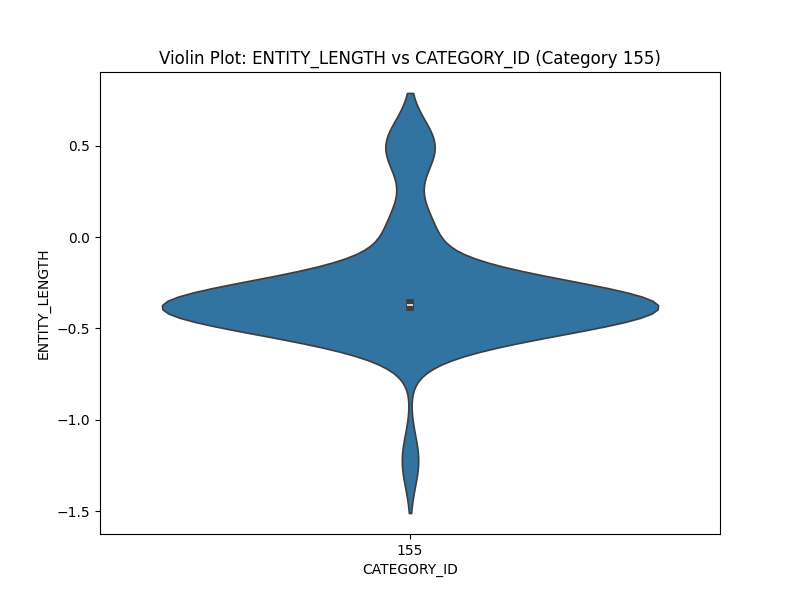 Violin Plot: ENTITY_LENGTH vs CATEGORY_ID (Category 155)
0.5
0.0
−0.5
−1.0
−1.5
ENTITY_LENGTH
155
CATEGORY_ID